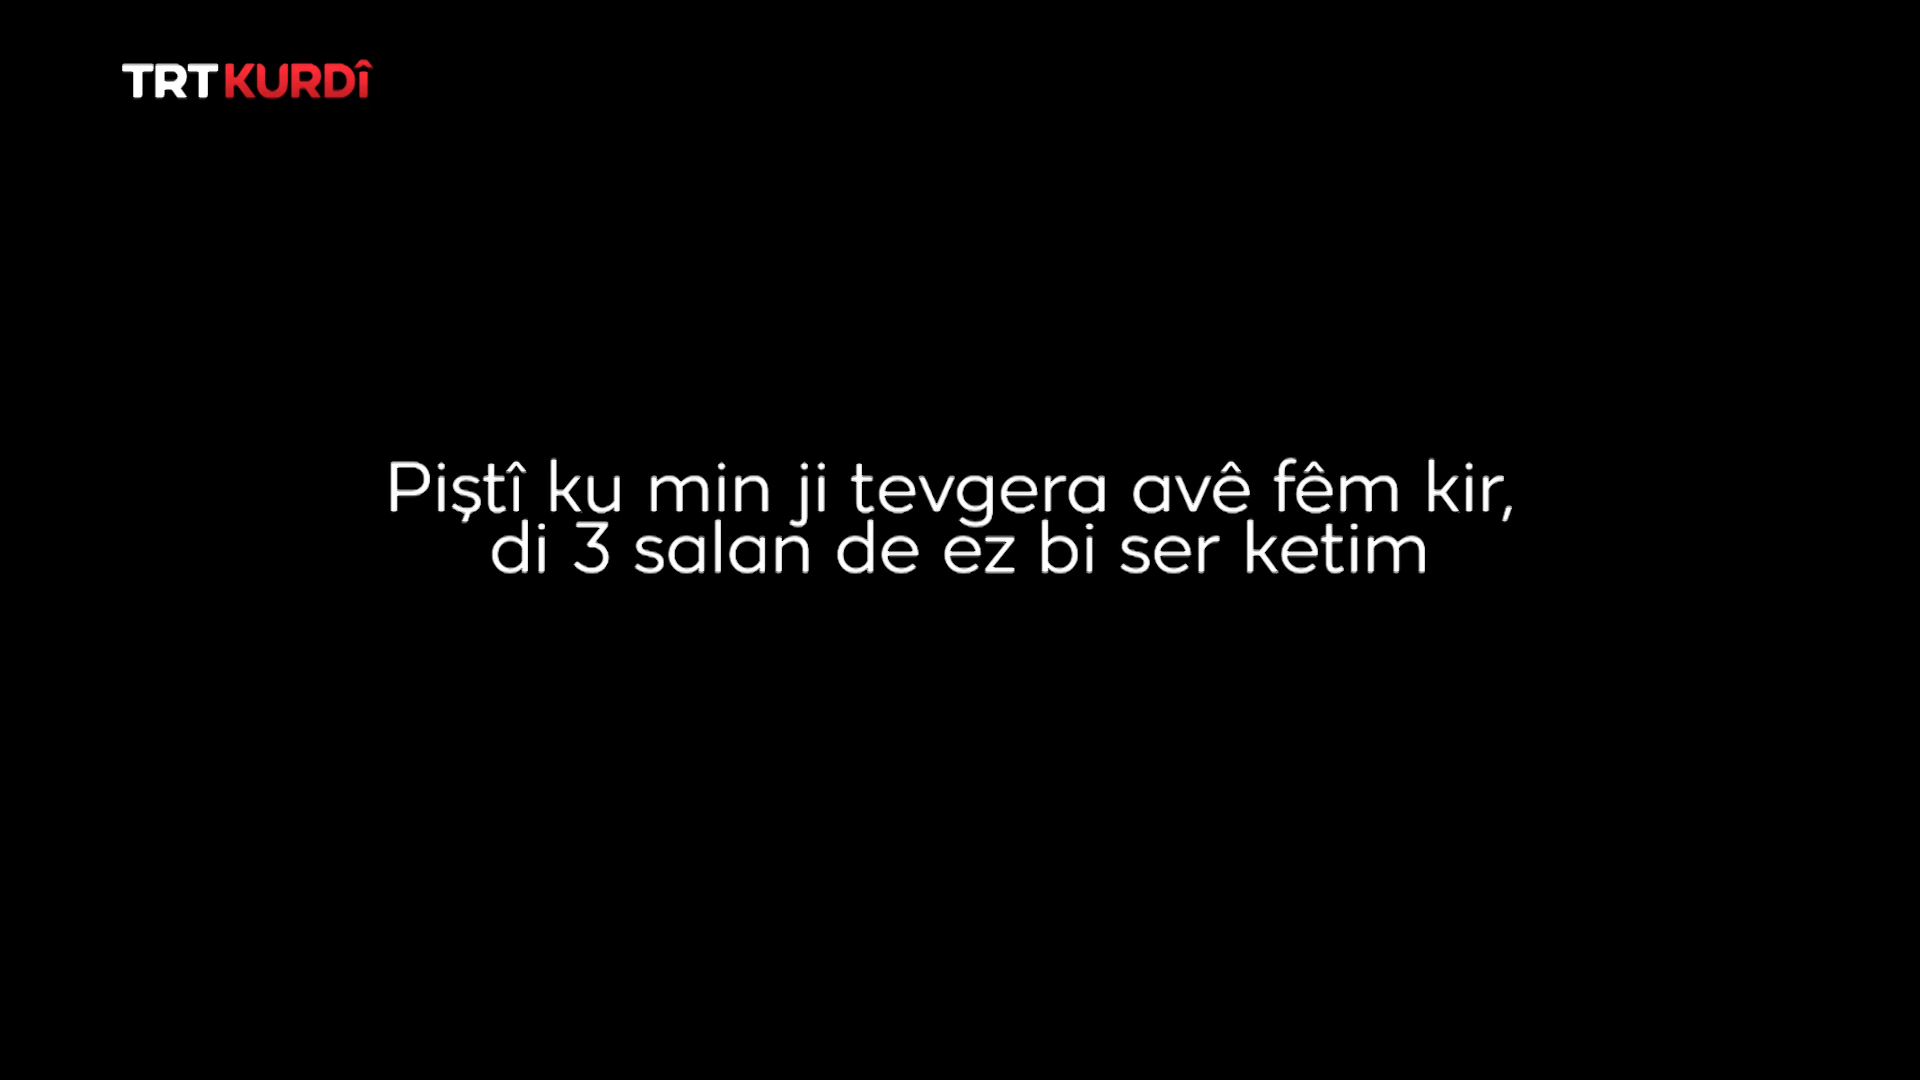 TRT KURDÎ
Piştî ku min ji tevgera avê fêm kir,
di 3 salan de ez bi ser ketim